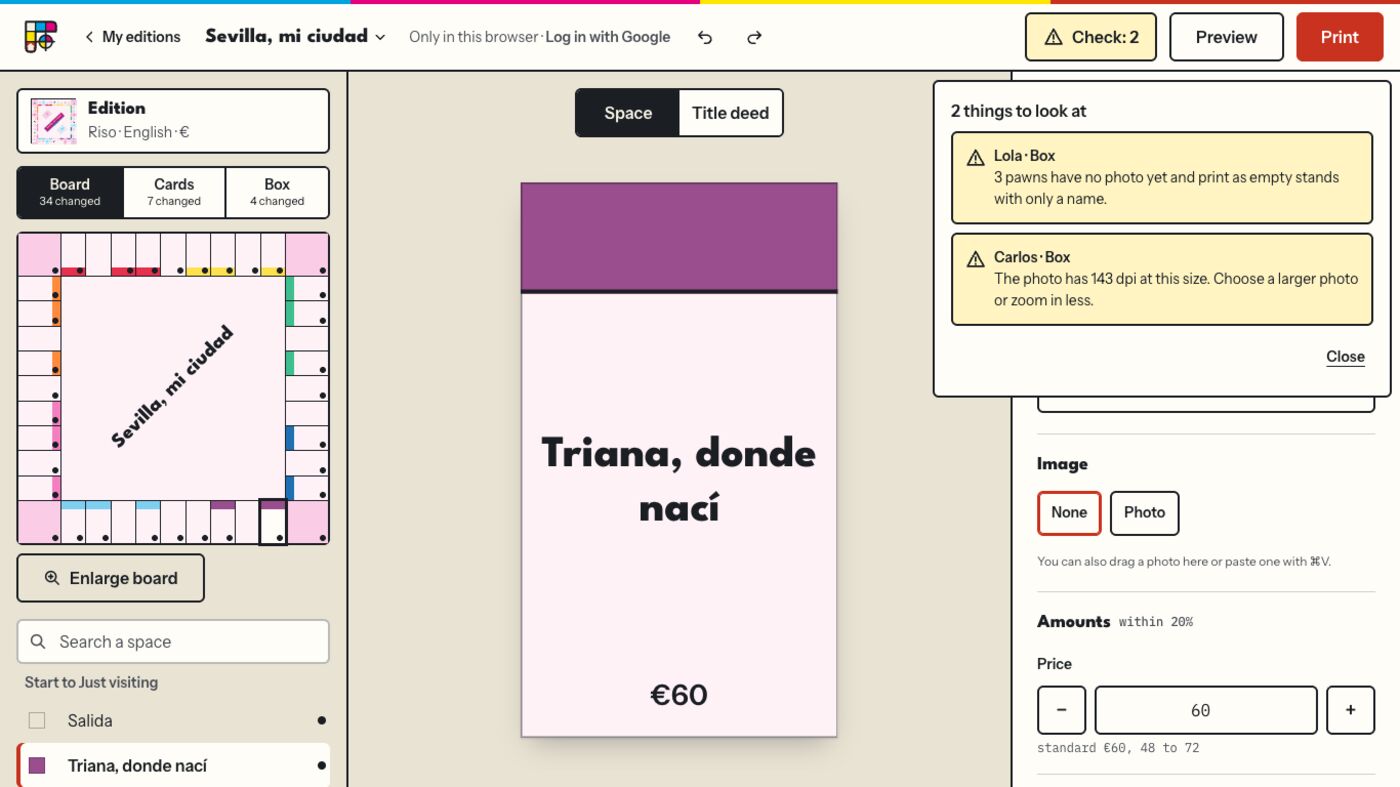 My editions
Sevilla, mi ciudad
Only in this browser · Log in with Google
Check: 2
Preview
Print
Edition
Riso · English · €
Board
34 changed
Cards
7 changed
Box
4 changed
Sevilla, mi ciudad
Enlarge board
Search a space
Start to Just visiting
Salida
Triana, donde nací
Space
Title deed
Triana, donde
nací
€60
2 things to look at
Lola · Box
3 pawns have no photo yet and print as empty stands
with only a name.
Carlos · Box
The photo has 143 dpi at this size. Choose a larger photo
or zoom in less.
Close
Image
None
Photo
You can also drag a photo here or paste one with ⌘V.
Amounts within 20%
Price
− 60 +
standard €60, 48 to 72